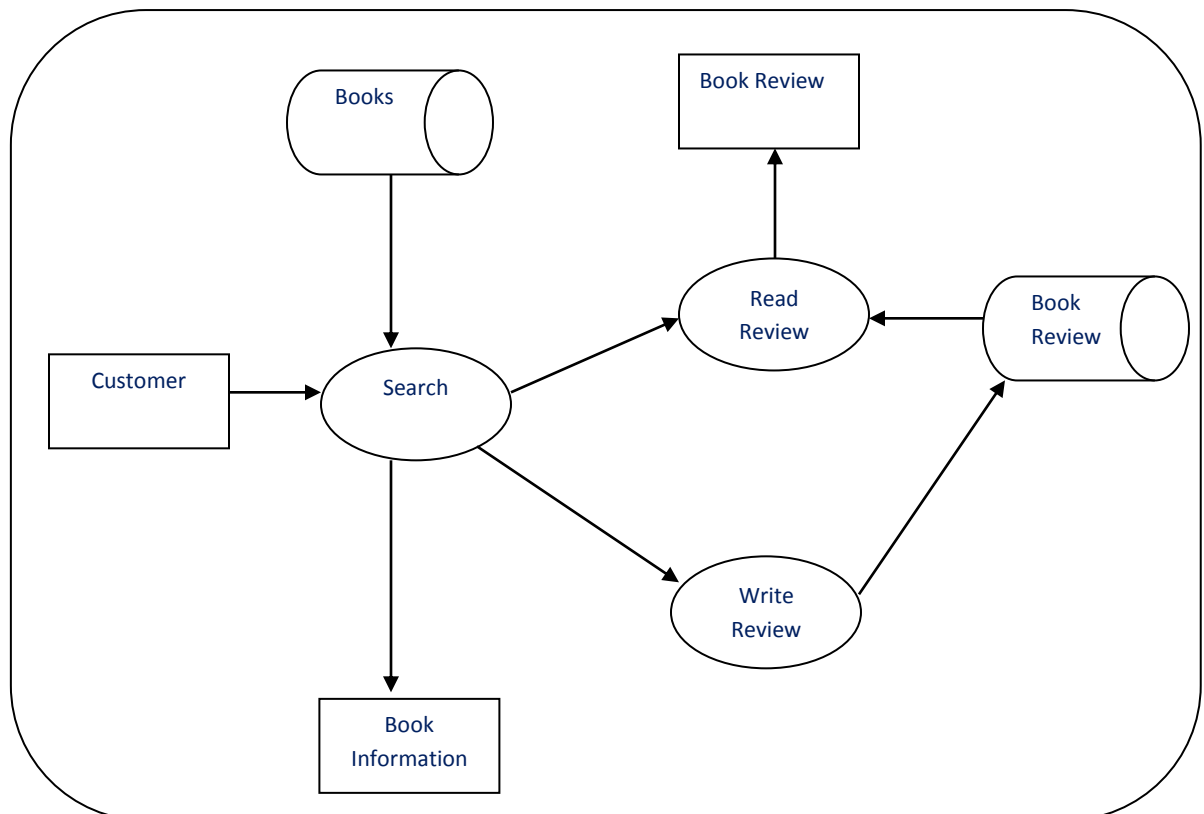 Books
Book Review
Read
Review
Book
Review
Customer
Search
Write
Review
Book
Information